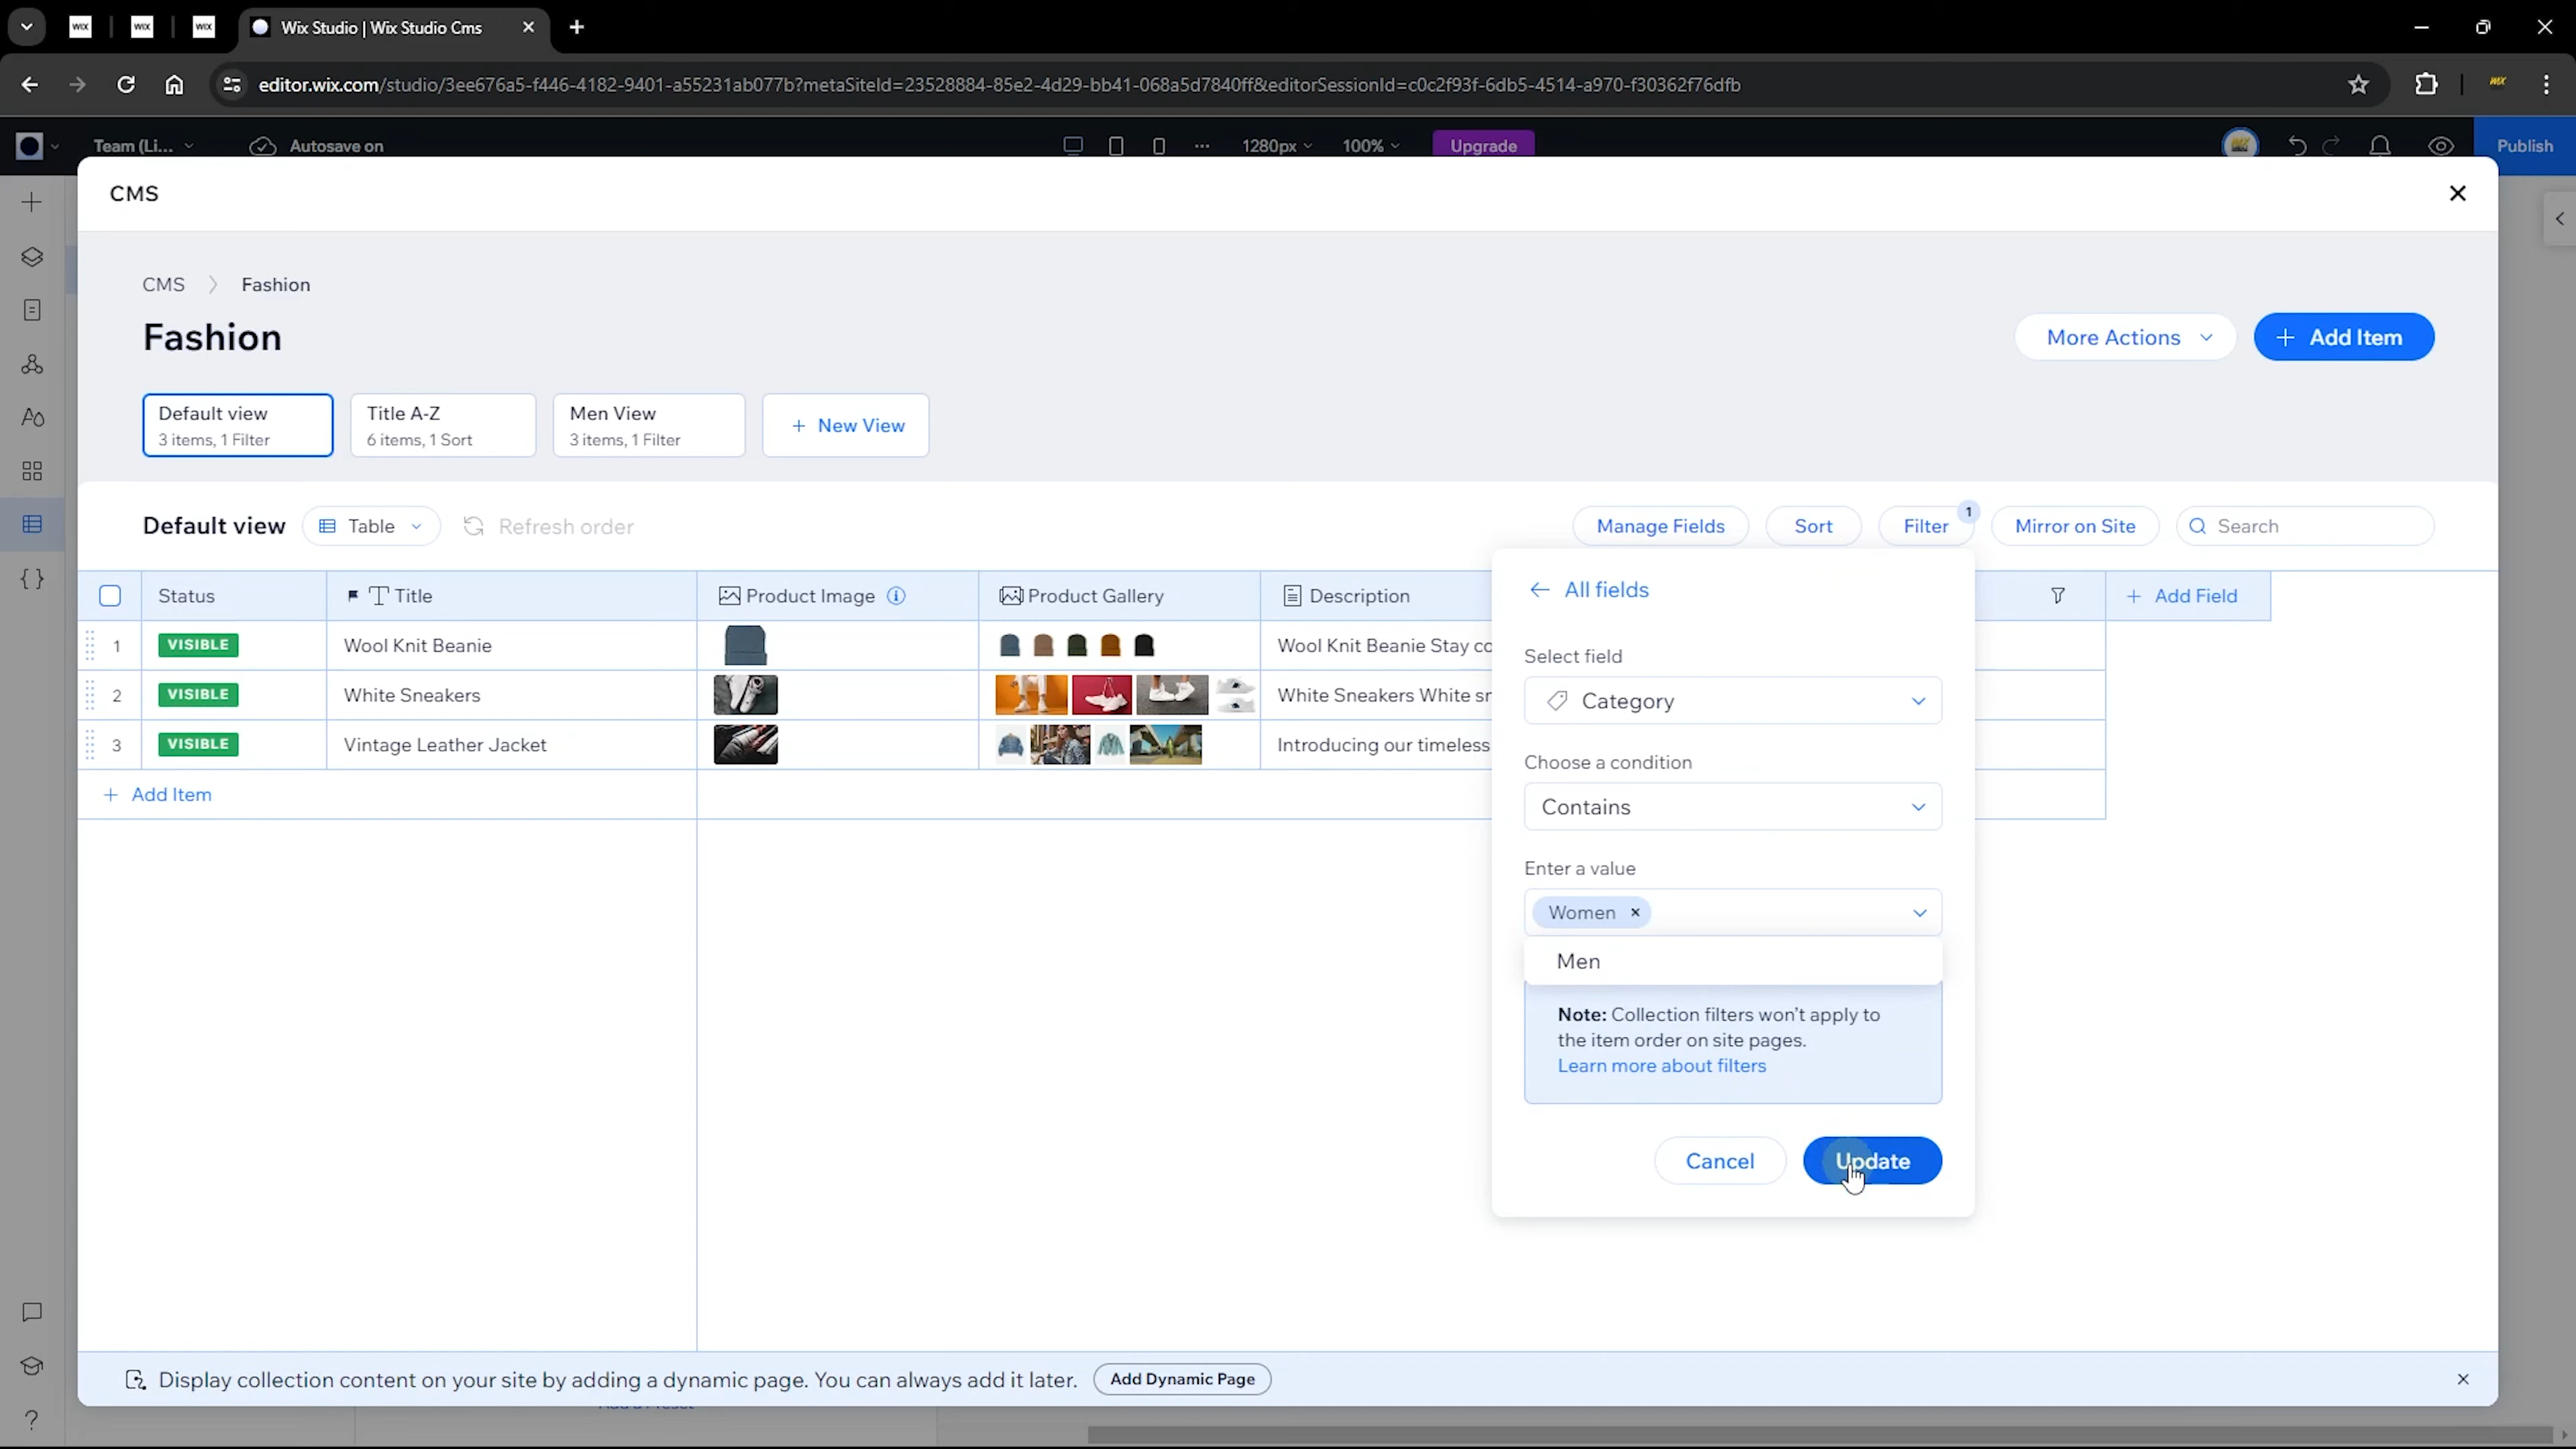 WIX WIX WIX Wix Studio | Wix Studio Cms
editor.wix.com/studio/3ee676a5-f446-4182-9401-a55231ab077b?metaSiteId=23528884-85e2-4d29-bb41-068a5d7840ff&editorSessionId=c0c2f93f-6db5-4514-a970-f30362f76dfb
Team (Li... Autosave on 1280px 100% Upgrade Publish
CMS
CMS Fashion
Fashion
More Actions + Add Item
Default view Title A-Z Men View
3 items, 1 Filter 6 items, 1 Sort 3 items, 1 Filter
+ New View
Default view Table Refresh order Manage Fields Sort Filter 1 Mirror on Site Search
Status Title Product Image Product Gallery Description + Add Field
1 VISIBLE Wool Knit Beanie Wool Knit Beanie Stay co
2 VISIBLE White Sneakers White Sneakers White sr
3 VISIBLE Vintage Leather Jacket Introducing our timeless
+ Add Item
All fields
Select field
Category
Choose a condition
Contains
Enter a value
Women ×
Men
Note: Collection filters won't apply to
the item order on site pages.
Learn more about filters
Cancel Update
Display collection content on your site by adding a dynamic page. You can always add it later. Add Dynamic Page